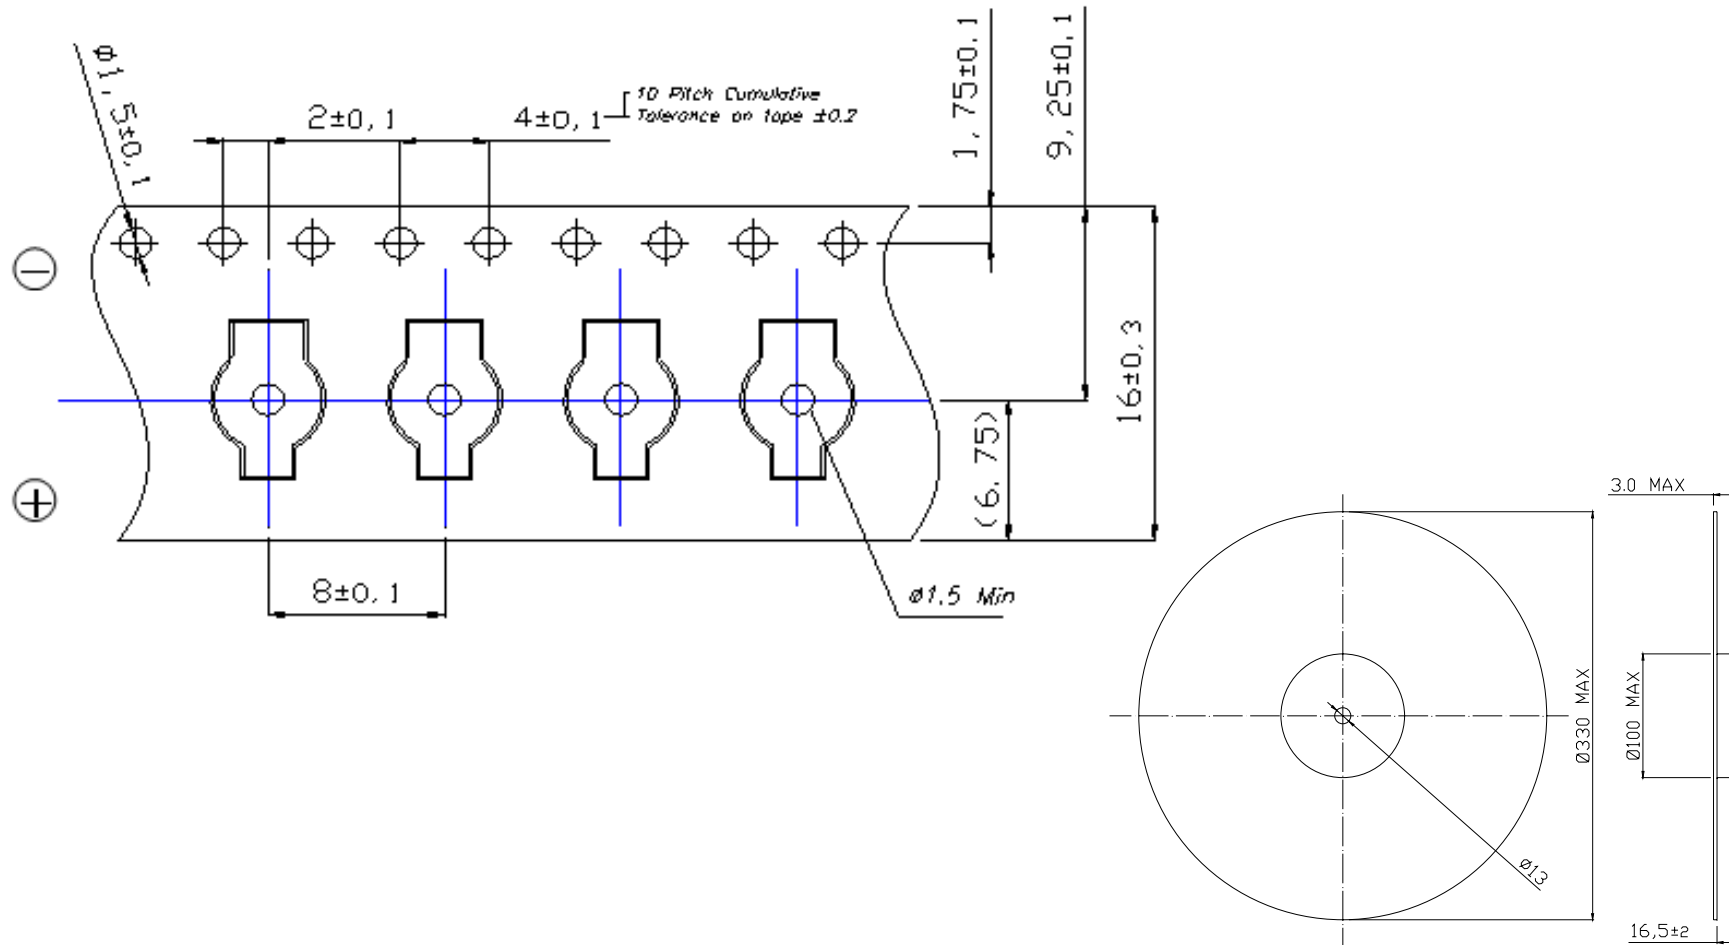 ø1,5±0,1
2±0,1
4±0,1
10 Pitch Cumulative
Tolerance on tape ±0.2
1,75±0,1
9,25±0,1
16±0,3
(6,75)
8±0,1
ø1.5 Min
3.0 MAX
Ø330 MAX
Ø100 MAX
Ø13
16,5±2